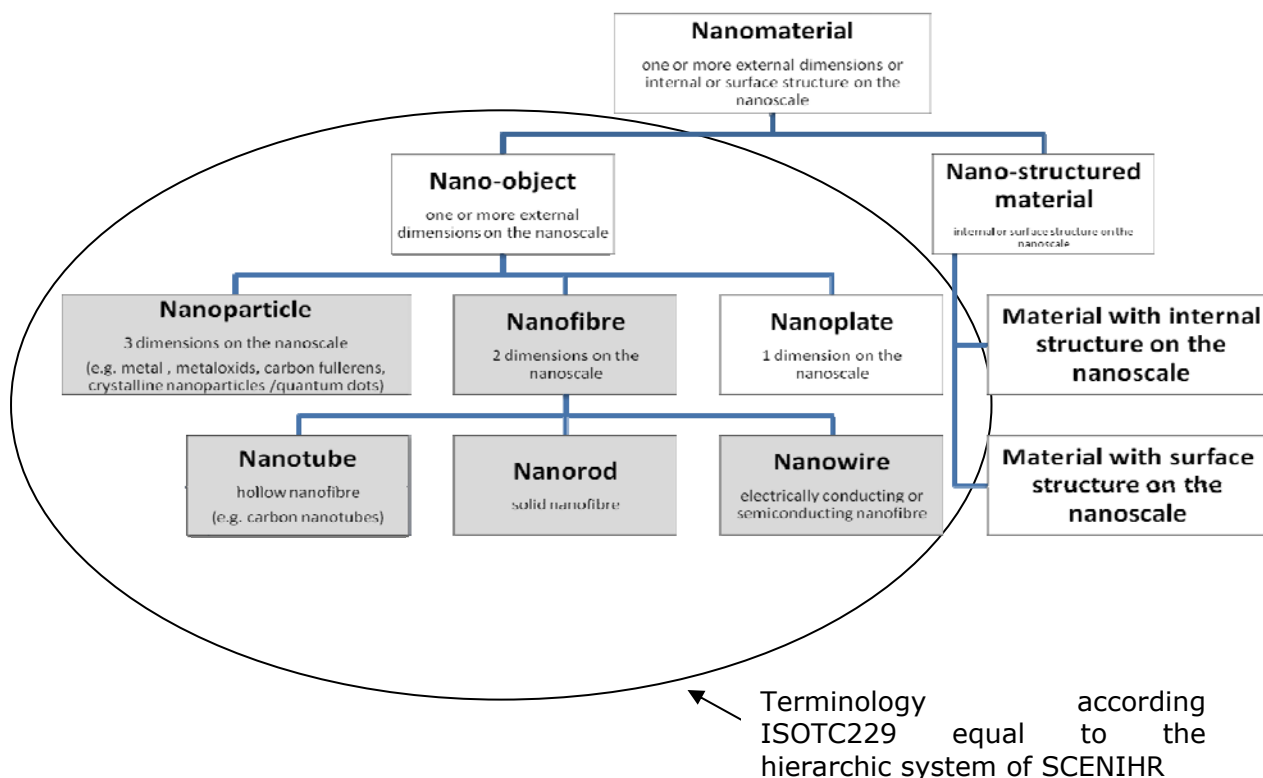 Nanomaterial
one or more external dimensions or
internal or surface structure on the
nanoscale
Nano-object
one or more external
dimensions on the nanoscale
Nano-structured
material
internal or surface structure on the
nanoscale
Nanoparticle
3 dimensions on the nanoscale
(e.g. metal , metaloxids, carbon fullerens,
crystalline nanoparticles /quantum dots)
Nanofibre
2 dimensions on the
nanoscale
Nanoplate
1 dimension on the
nanoscale
Material with internal
structure on the
nanoscale
Nanotube
hollow nanofibre
(e.g. carbon nanotubes)
Nanorod
solid nanofibre
Nanowire
electrically conducting or
semiconducting nanofibre
Material with surface
structure on the
nanoscale
Terminology according
ISOTC229 equal to the
hierarchic system of SCENIHR